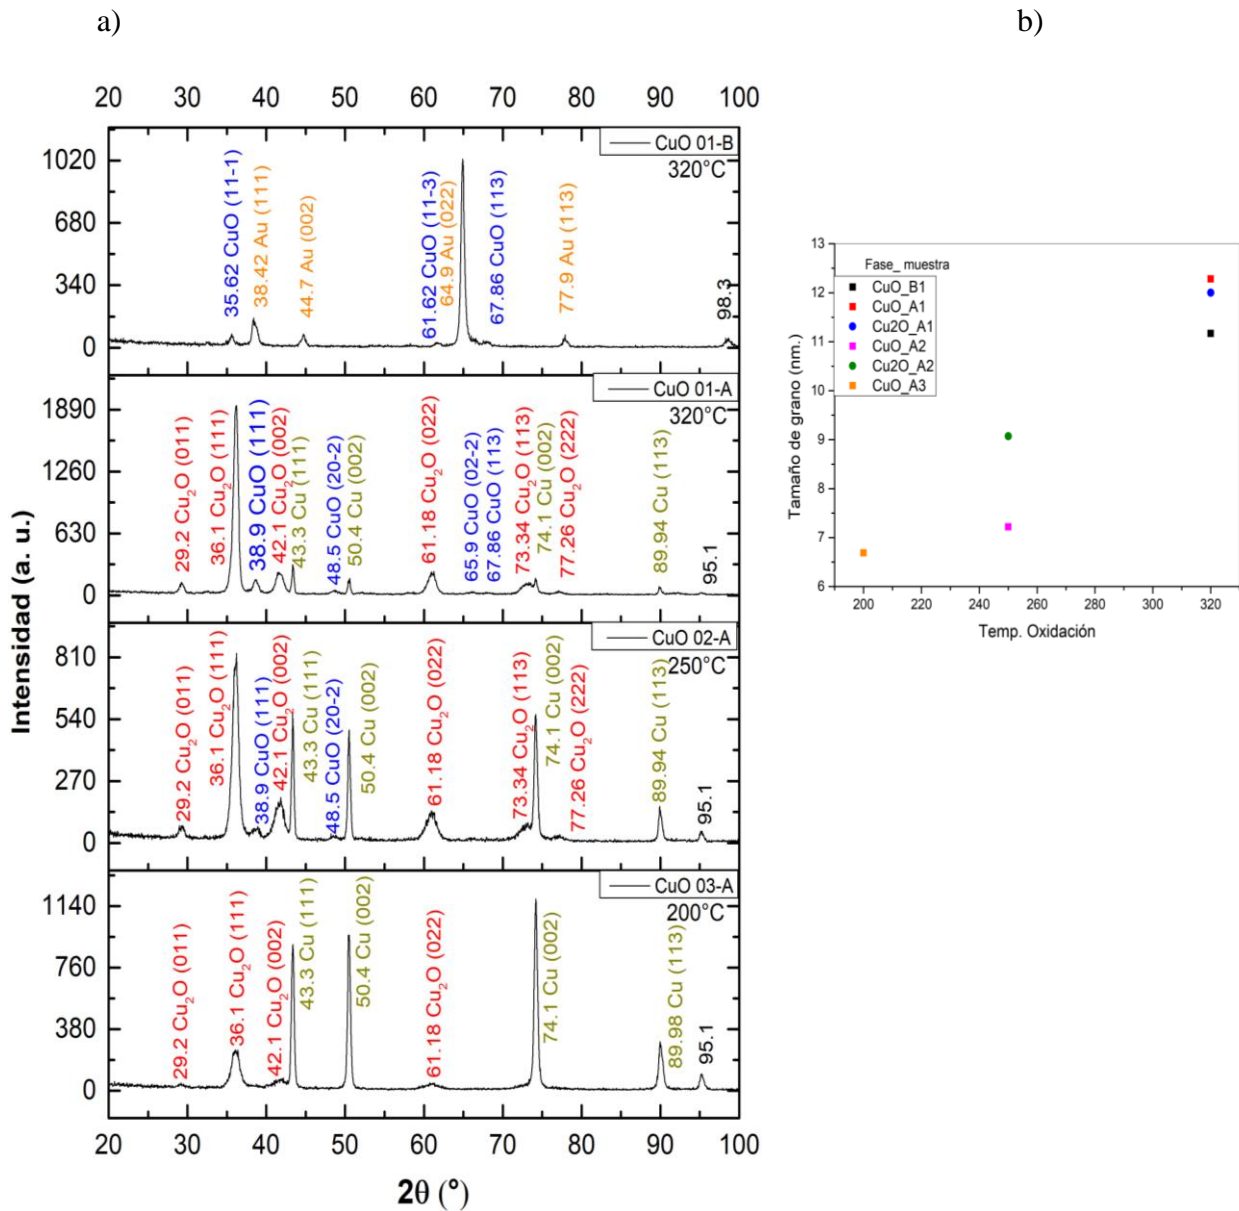 a)
b)
20 30 40 50 60 70 80 90 100
CuO 01-B
320°C
1020
680
340
0
35.62 CuO (11-1)
38.42 Au (111)
44.7 Au (002)
61.62 CuO (11-3)
64.9 Au (022)
67.86 CuO (113)
77.9 Au (113)
98.3
CuO 01-A
320°C
1890
1260
630
0
29.2 Cu₂O (011)
36.1 Cu₂O (111)
38.9 CuO (111)
42.1 Cu₂O (002)
43.3 Cu (111)
48.5 CuO (20-2)
50.4 Cu (002)
61.18 Cu₂O (022)
65.9 CuO (02-2)
67.86 CuO (113)
73.34 Cu₂O (113)
74.1 Cu (002)
77.26 Cu₂O (222)
89.94 Cu (113)
95.1
CuO 02-A
250°C
810
540
270
0
29.2 Cu₂O (011)
36.1 Cu₂O (111)
38.9 CuO (111)
42.1 Cu₂O (002)
43.3 Cu (111)
48.5 CuO (20-2)
50.4 Cu (002)
61.18 Cu₂O (022)
73.34 Cu₂O (113)
74.1 Cu (002)
77.26 Cu₂O (222)
89.94 Cu (113)
95.1
CuO 03-A
200°C
1140
760
380
0
29.2 Cu₂O (011)
36.1 Cu₂O (111)
42.1 Cu₂O (002)
43.3 Cu (111)
50.4 Cu (002)
61.18 Cu₂O (022)
74.1 Cu (002)
89.98 Cu (113)
95.1
20 30 40 50 60 70 80 90 100
2θ (°)
Intensidad (a. u.)
13
12
11
10
9
8
7
6
Fase_ muestra
CuO_B1
CuO_A1
Cu2O_A1
CuO_A2
Cu2O_A2
CuO_A3
200 220 240 260 280 300 320
Temp. Oxidación
Tamaño de grano (nm.)